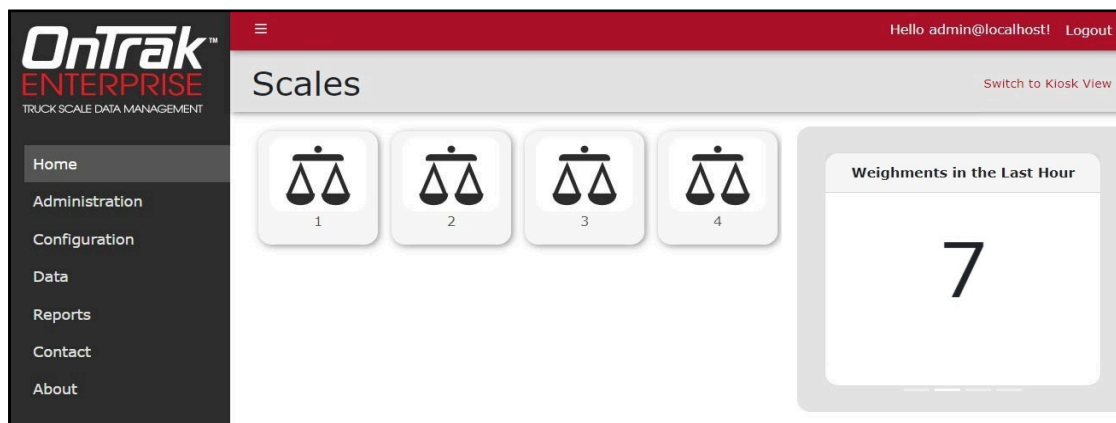 OnTrak™
ENTERPRISE
TRUCK SCALE DATA MANAGEMENT
Home
Administration
Configuration
Data
Reports
Contact
About
Hello admin@localhost! Logout
Scales
Switch to Kiosk View
1 2 3 4
Weighments in the Last Hour
7